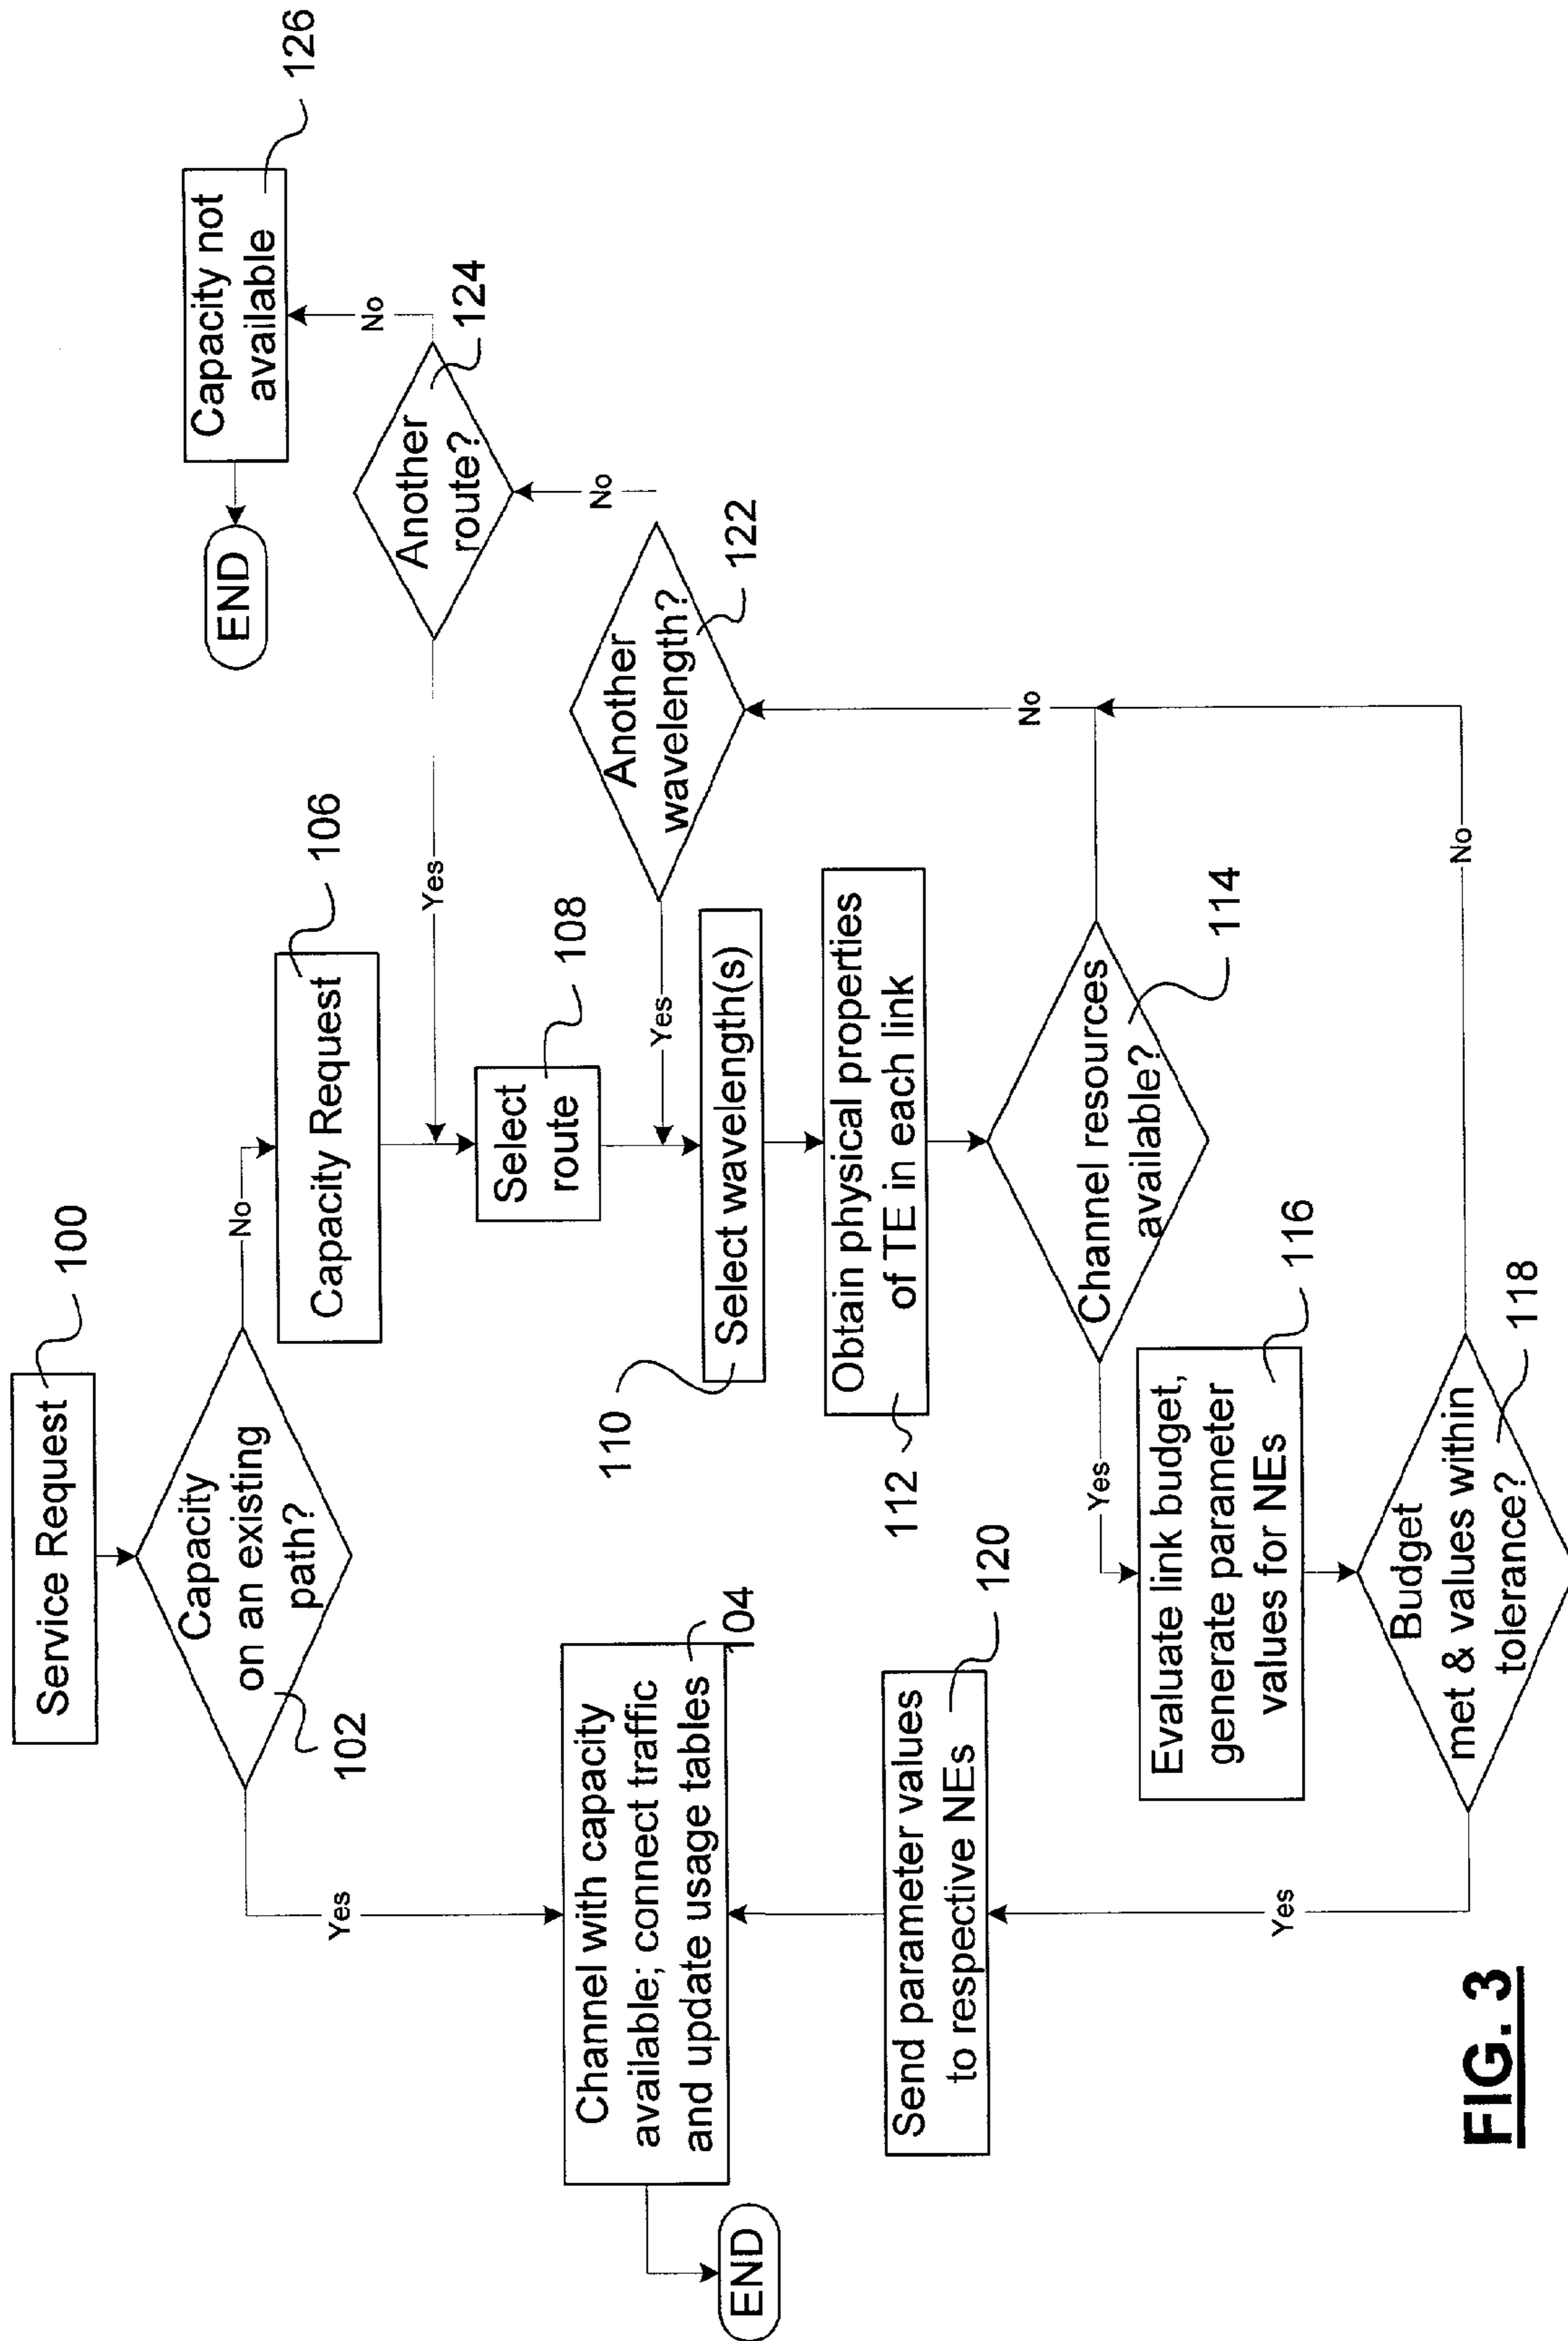 Service Request
100
Capacity
on an existing
path?
102
No
Yes
Capacity Request
106
Channel with capacity
available; connect traffic
and update usage tables
104
END
Select
route
108
Yes
Another
route?
124
No
Capacity not
available
126
END
110
Select wavelength(s)
Yes
Another
wavelength?
122
No
Obtain physical properties
of TE in each link
112
Channel resources
available?
114
No
Yes
Evaluate link budget,
generate parameter
values for NEs
116
Send parameter values
to respective NEs
120
Budget
met & values within
tolerance?
118
Yes
No
FIG. 3